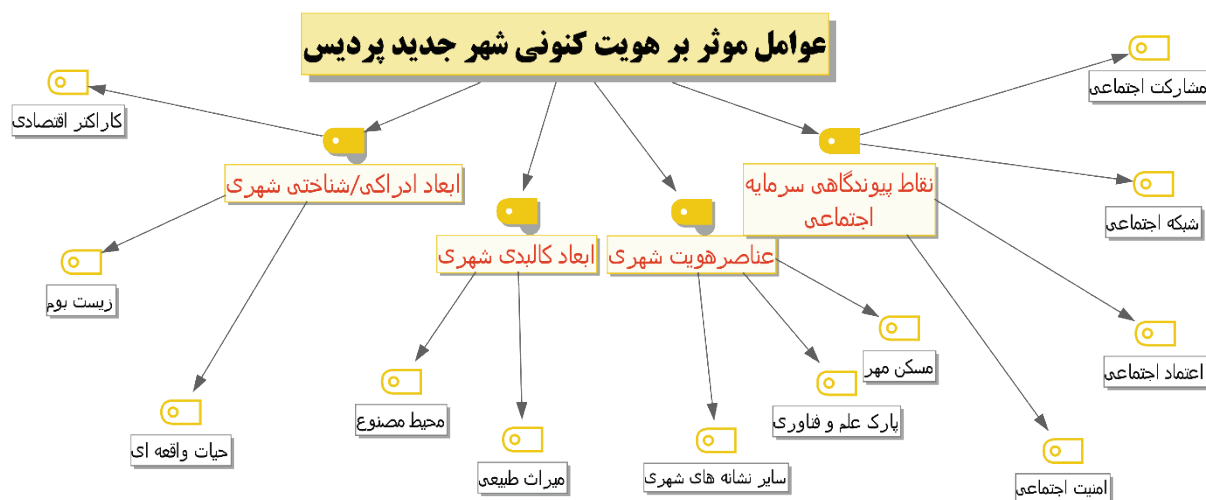 عوامل موثر بر هویت کنونی شهر جدید پردیس
نقاط پیوندگاهی سرمایه
اجتماعی
مشارکت اجتماعی
شبکه اجتماعی
اعتماد اجتماعی
امنیت اجتماعی
عناصرهویت شهری
مسکن مهر
پارک علم و فناوری
سایر نشانه های شهری
ابعاد کالبدی شهری
میراث طبیعی
محیط مصنوع
ابعاد ادراکی/شناختی شهری
کاراکتر اقتصادی
زیست بوم
حیات واقعه ای